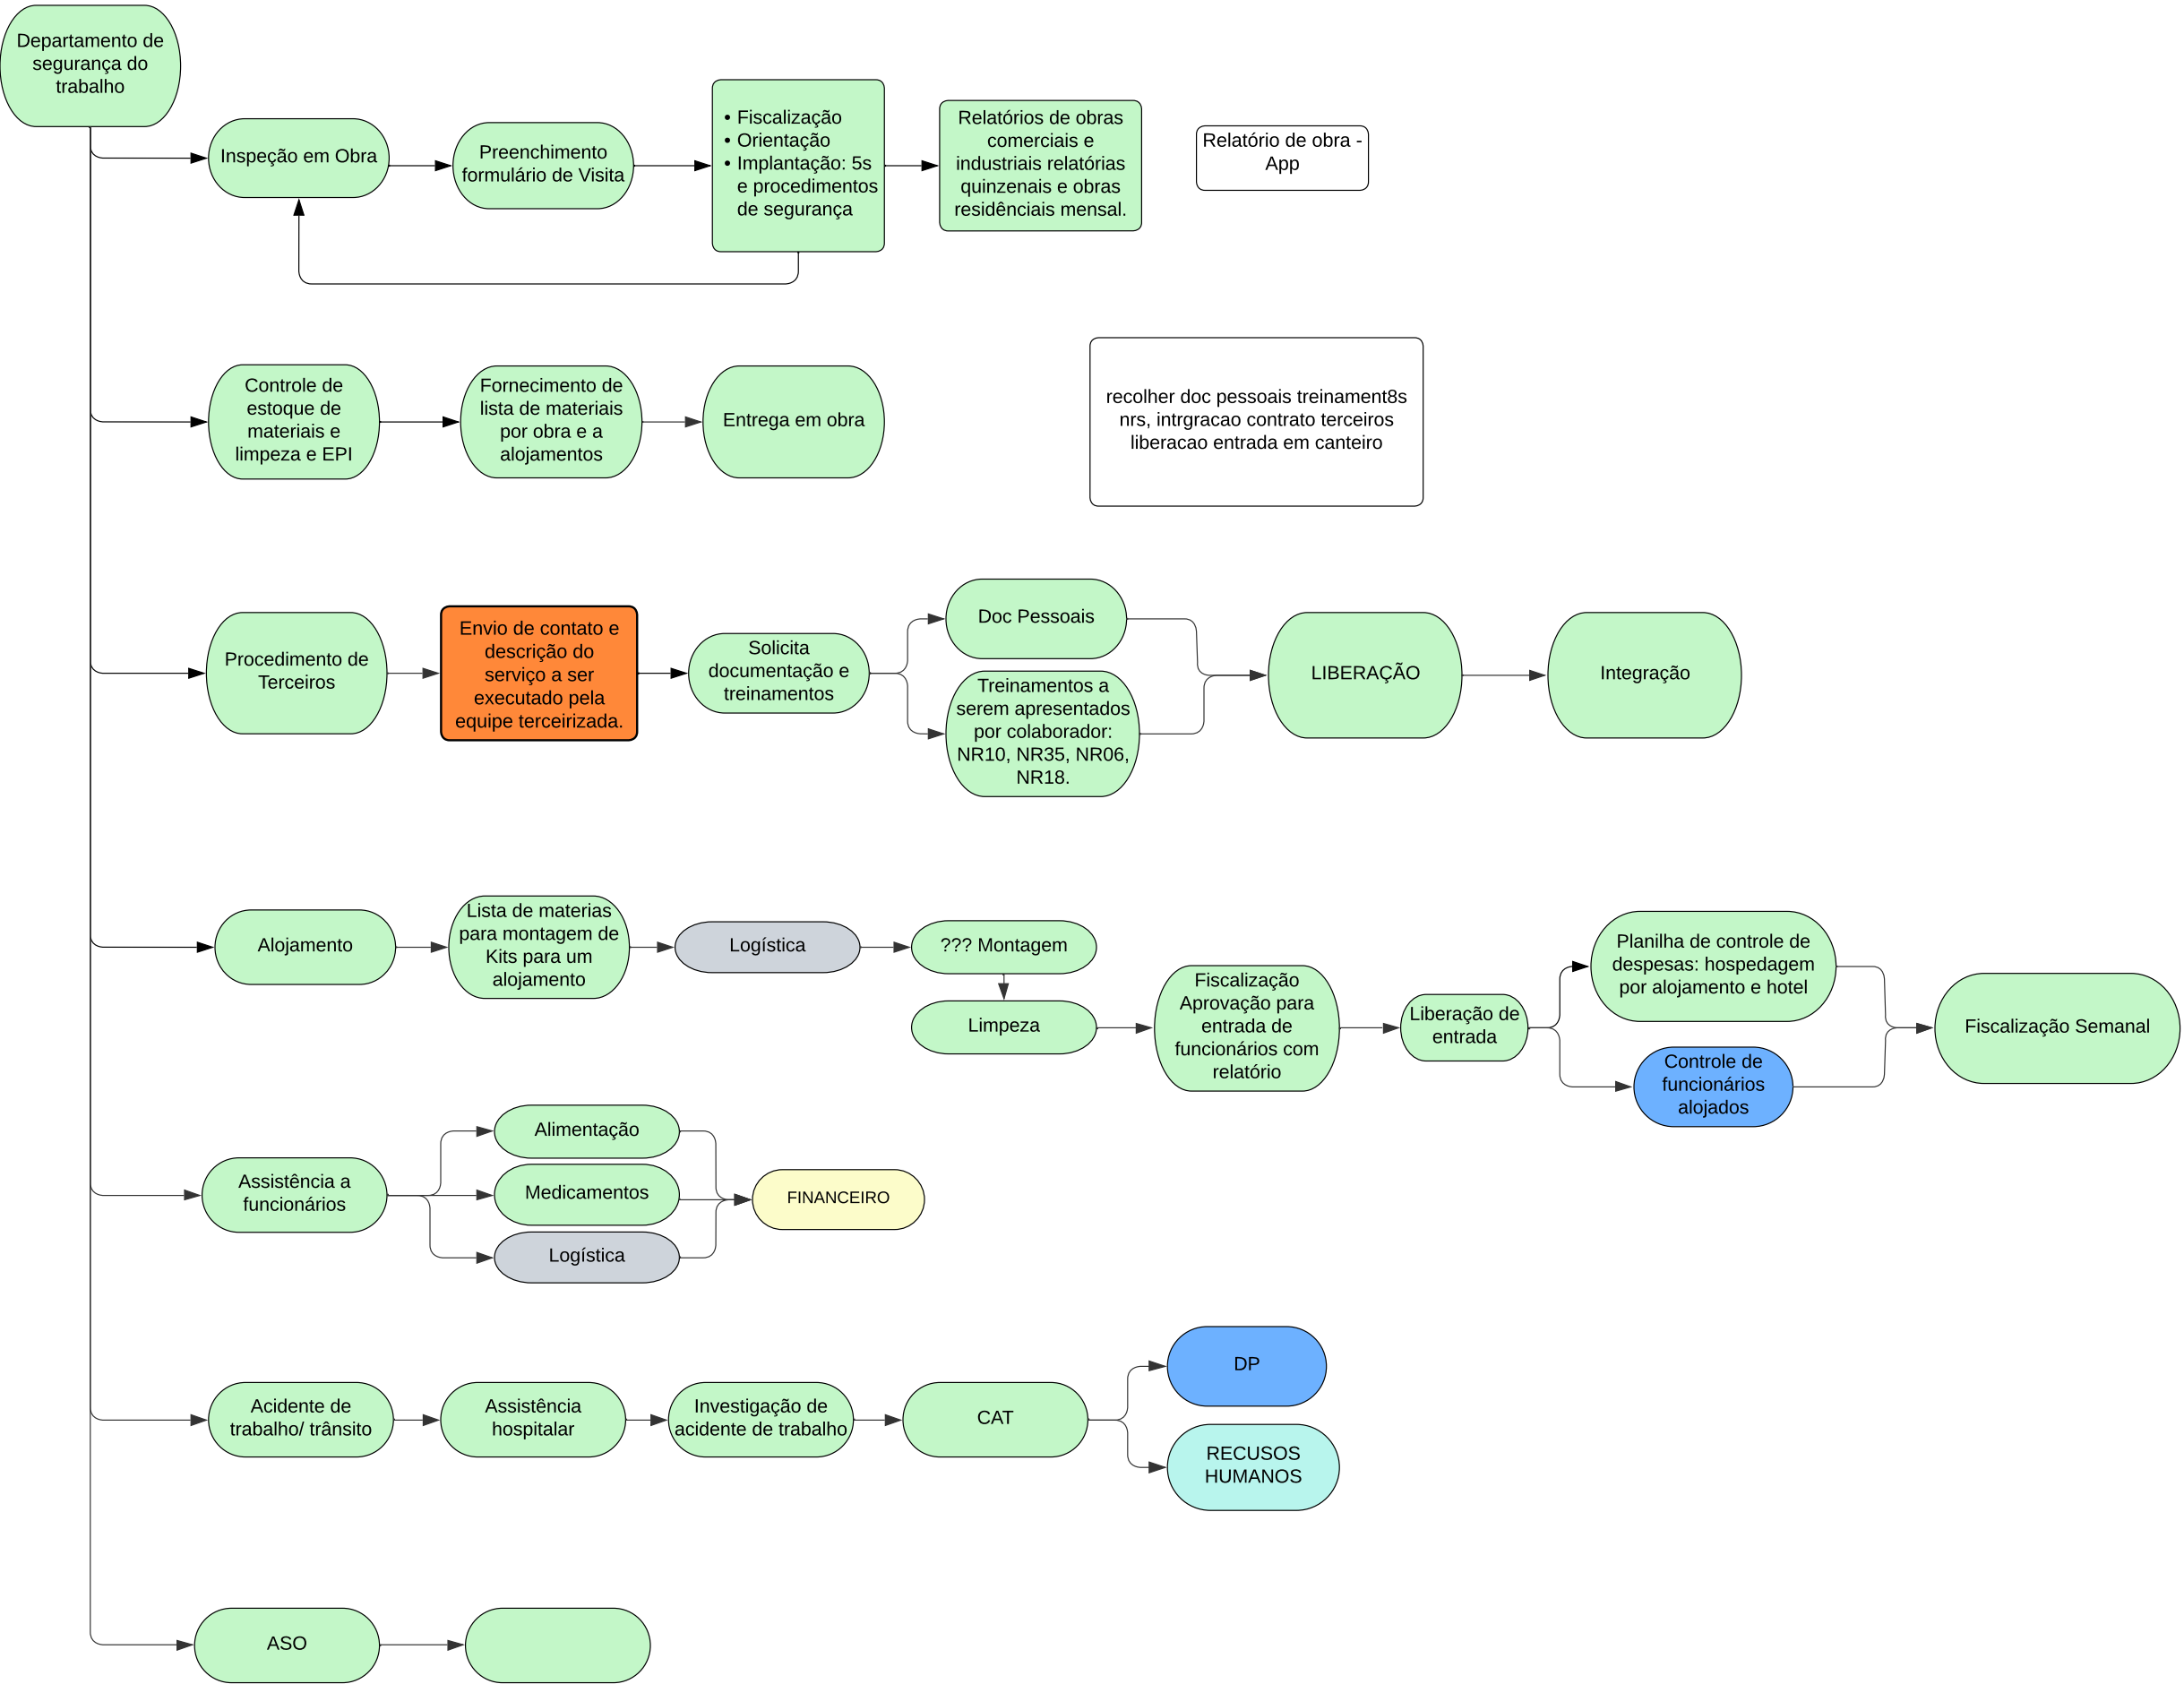 Departamento de
segurança do
trabalho
Inspeção em Obra
Preenchimento
formulário de Visita
• Fiscalização
• Orientação
• Implantação: 5s
e procedimentos
de segurança
Relatórios de obras
comerciais e
industriais relatórias
quinzenais e obras
residênciais mensal.
Relatório de obra -
App
Controle de
estoque de
materiais e
limpeza e EPI
Fornecimento de
lista de materiais
por obra e a
alojamentos
Entrega em obra
recolher doc pessoais treinament8s
nrs, intrgracao contrato terceiros
liberacao entrada em canteiro
Procedimento de
Terceiros
Envio de contato e
descrição do
serviço a ser
executado pela
equipe terceirizada.
Solicita
documentação e
treinamentos
Doc Pessoais
Treinamentos a
serem apresentados
por colaborador:
NR10, NR35, NR06,
NR18.
LIBERAÇÃO
Integração
Alojamento
Lista de materias
para montagem de
Kits para um
alojamento
Logística
??? Montagem
Limpeza
Fiscalização
Aprovação para
entrada de
funcionários com
relatório
Liberação de
entrada
Planilha de controle de
despesas: hospedagem
por alojamento e hotel
Controle de
funcionários
alojados
Fiscalização Semanal
Assistência a
funcionários
Alimentação
Medicamentos
Logística
FINANCEIRO
Acidente de
trabalho/ trânsito
Assistência
hospitalar
Investigação de
acidente de trabalho
CAT
DP
RECUSOS
HUMANOS
ASO